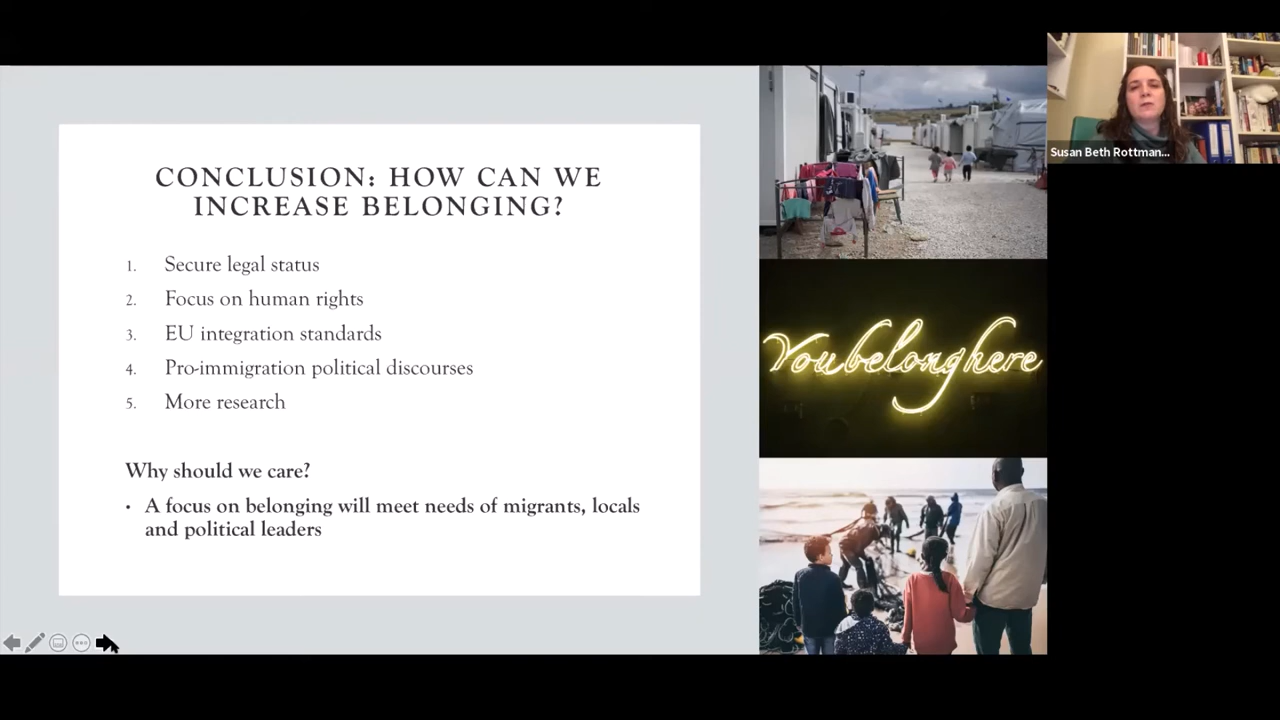 CONCLUSION: HOW CAN WE
INCREASE BELONGING?
1. Secure legal status
2. Focus on human rights
3. EU integration standards
4. Pro-immigration political discourses
5. More research
Why should we care?
• A focus on belonging will meet needs of migrants, locals
and political leaders
You belong here
Susan Beth Rottman...